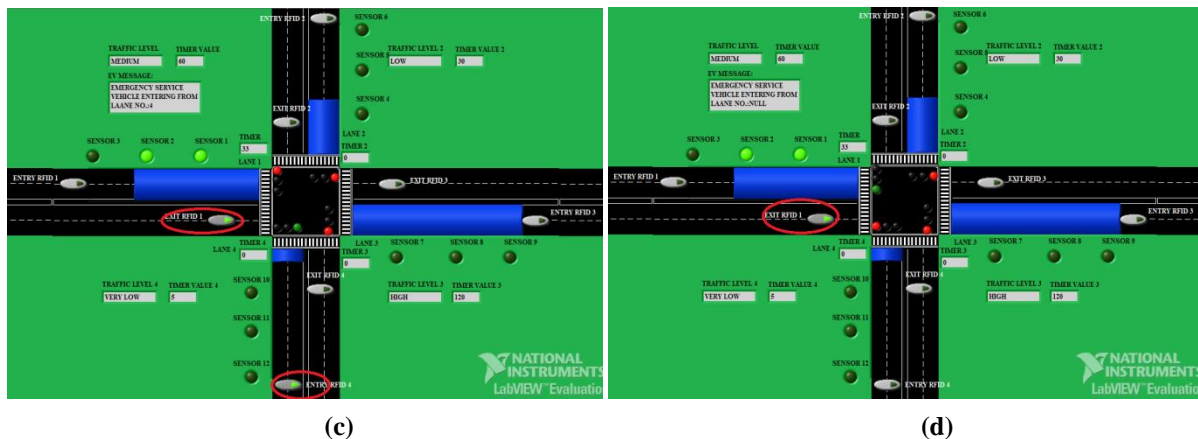 ENTRY RFID 2
SENSOR 6
TRAFFIC LEVEL
TIMER VALUE
MEDIUM
60
SENSOR 5
TRAFFIC LEVEL 2
TIMER VALUE 2
LOW
30
EV MESSAGE:
EMERGENCY SERVICE
VEHICLE ENTERING FROM
LAANE NO.:4
SENSOR 4
EXIT RFID 2
SENSOR 3
SENSOR 2
SENSOR 1
TIMER
33
LANE 1
LANE 2
TIMER 2
0
ENTRY RFID 1
EXIT RFID 3
EXIT RFID 1
ENTRY RFID 3
TIMER 4
LANE 4
0
LANE 3
TIMER 3
0
SENSOR 7
SENSOR 8
SENSOR 9
SENSOR 10
EXIT RFID 4
TRAFFIC LEVEL 4
TIMER VALUE 4
VERY LOW
5
TRAFFIC LEVEL 3
TIMER VALUE 3
HIGH
120
SENSOR 11
SENSOR 12
ENTRY RFID 4
NATIONAL
INSTRUMENTS
LabVIEW™Evaluation
(c)
ENTRY RFID 2
SENSOR 6
TRAFFIC LEVEL
TIMER VALUE
MEDIUM
60
SENSOR 5
TRAFFIC LEVEL 2
TIMER VALUE 2
LOW
30
EV MESSAGE:
EMERGENCY SERVICE
VEHICLE ENTERING FROM
LAANE NO.:NULL
SENSOR 4
EXIT RFID 2
SENSOR 3
SENSOR 2
SENSOR 1
TIMER
33
LANE 1
LANE 2
TIMER 2
0
ENTRY RFID 1
EXIT RFID 3
EXIT RFID 1
ENTRY RFID 3
TIMER 4
LANE 4
0
LANE 3
TIMER 3
0
SENSOR 7
SENSOR 8
SENSOR 9
SENSOR 10
EXIT RFID 4
TRAFFIC LEVEL 4
TIMER VALUE 4
VERY LOW
5
TRAFFIC LEVEL 3
TIMER VALUE 3
HIGH
120
SENSOR 11
SENSOR 12
ENTRY RFID 4
NATIONAL
INSTRUMENTS
LabVIEW™Evaluation
(d)